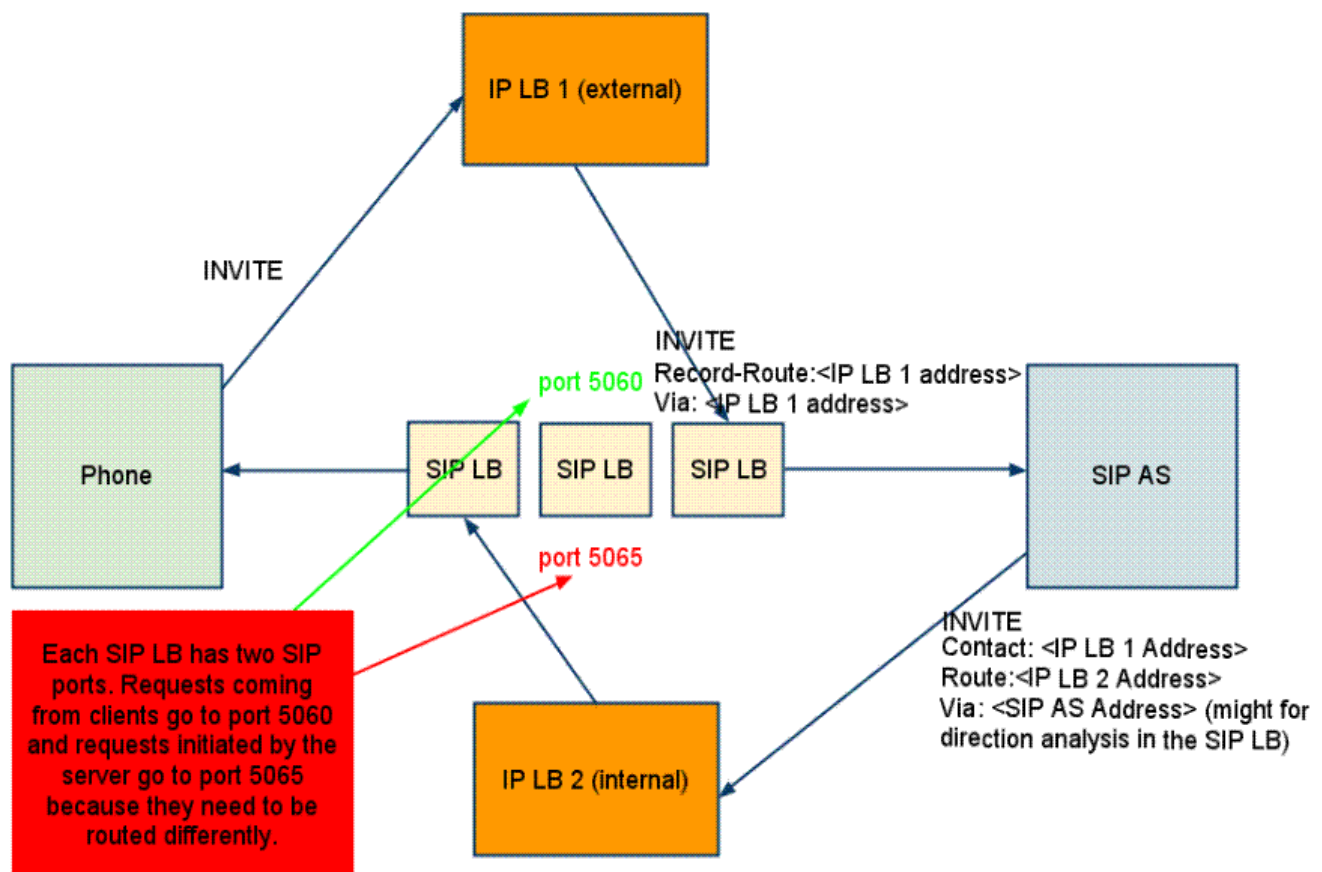 IP LB 1 (external)
INVITE
INVITE
Record-Route:<IP LB 1 address>
Via: <IP LB 1 address>
port 5060
Phone
SIP LB
SIP LB
SIP LB
SIP AS
port 5065
Each SIP LB has two SIP
ports. Requests coming
from clients go to port 5060
and requests initiated by the
server go to port 5065
because they need to be
routed differently.
IP LB 2 (internal)
INVITE
Contact: <IP LB 1 Address>
Route:<IP LB 2 Address>
Via: <SIP AS Address> (might for
direction analysis in the SIP LB)